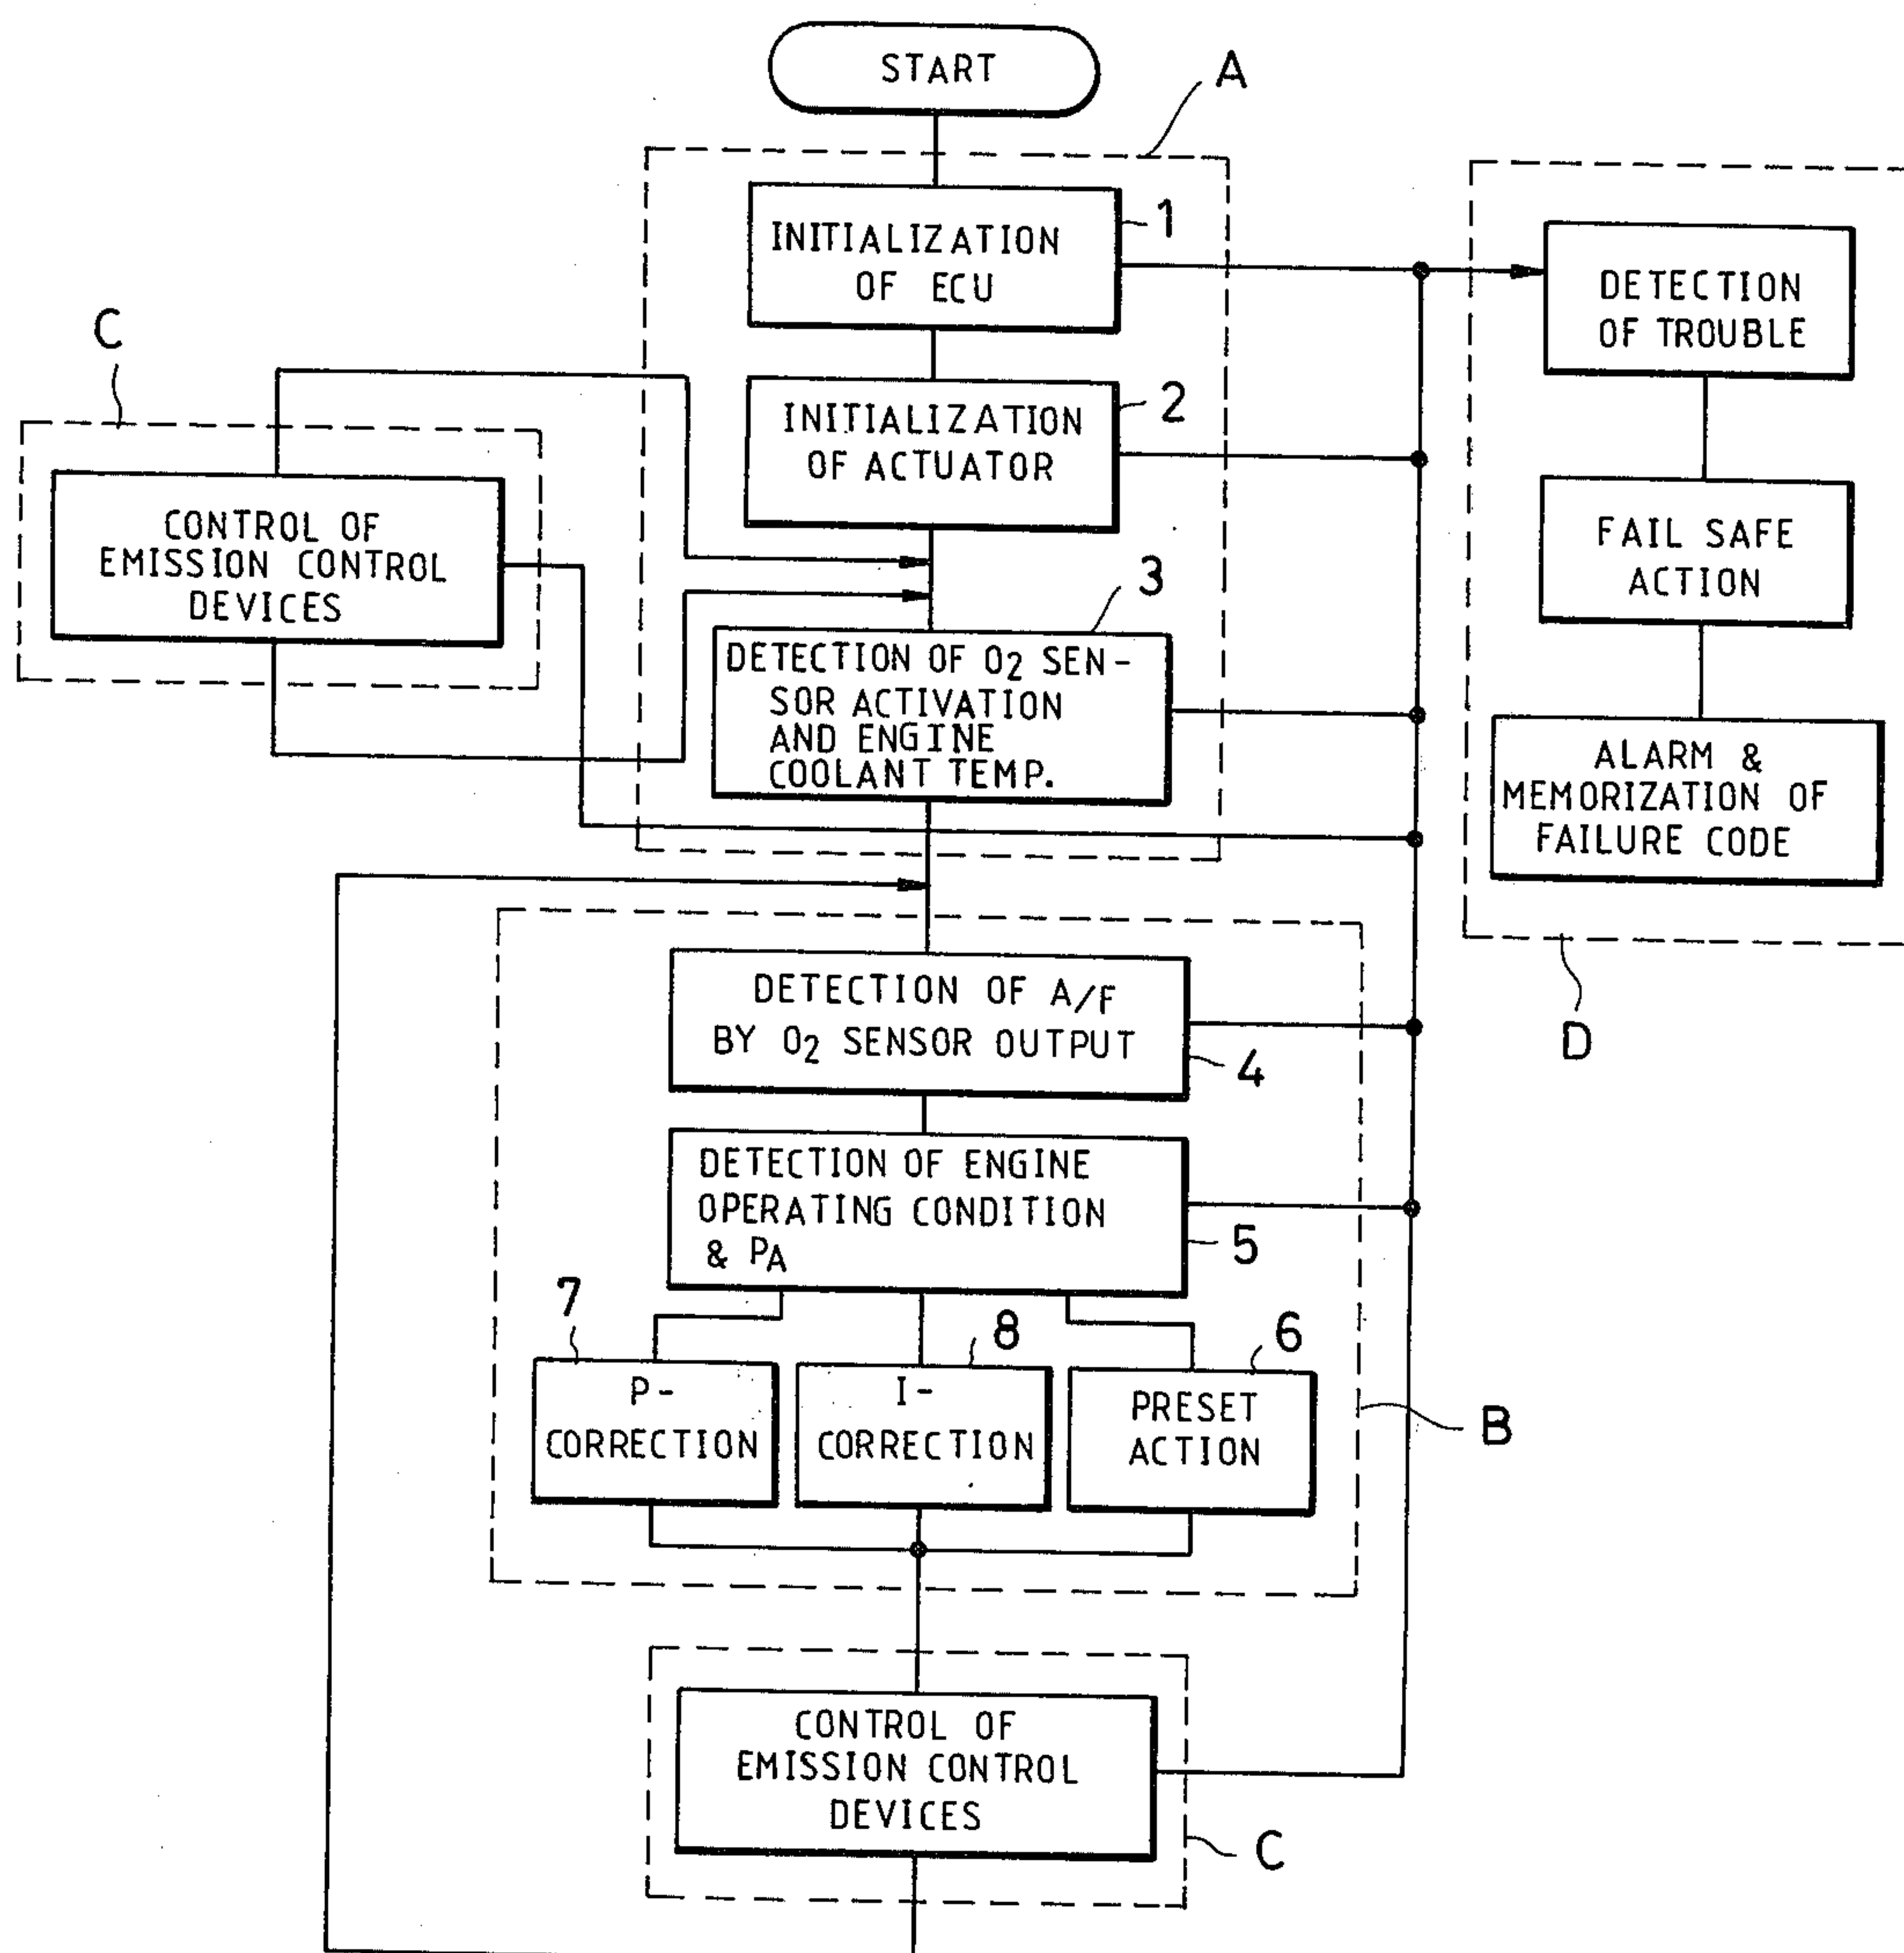 START
A
INITIALIZATION
OF ECU
1
DETECTION
OF TROUBLE
C
INITIALIZATION
OF ACTUATOR
2
CONTROL OF
EMISSION CONTROL
DEVICES
FAIL SAFE
ACTION
3
DETECTION OF O2 SEN-
SOR ACTIVATION
AND ENGINE
COOLANT TEMP.
ALARM &
MEMORIZATION OF
FAILURE CODE
D
DETECTION OF A/F
BY O2 SENSOR OUTPUT
4
DETECTION OF ENGINE
OPERATING CONDITION
& PA
5
7
P-
CORRECTION
8
I-
CORRECTION
6
PRESET
ACTION
B
CONTROL OF
EMISSION CONTROL
DEVICES
C